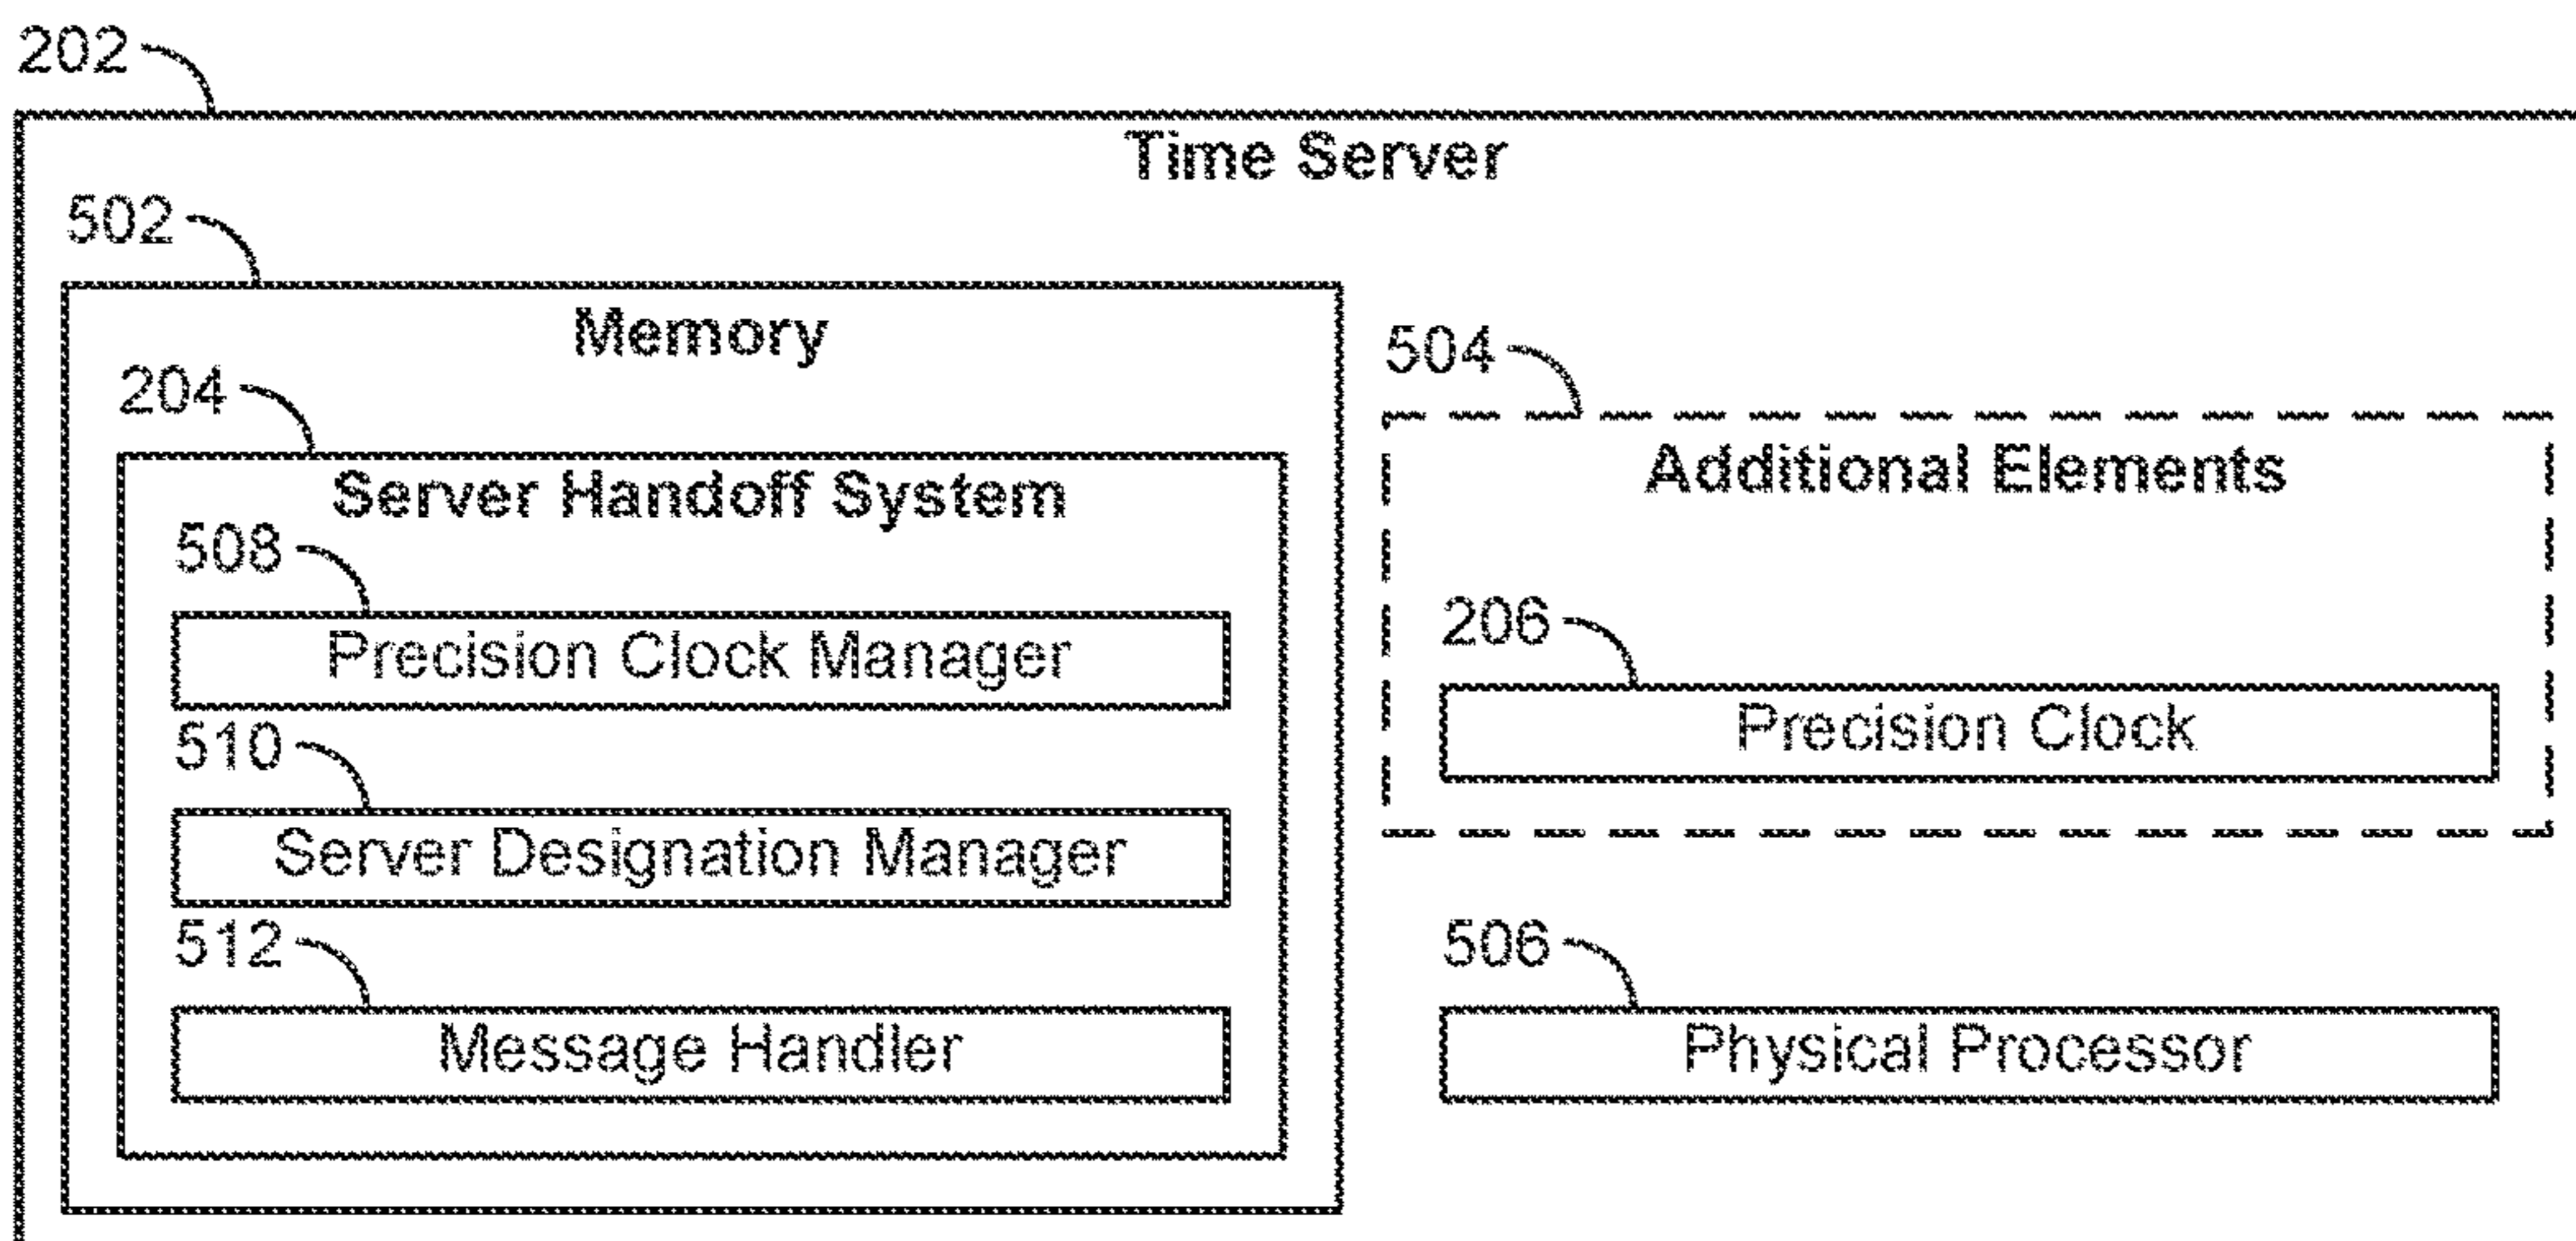 202
Time Server
502
Memory
504
204
Additional Elements
Server Handoff System
508
206
Precision Clock Manager
Precision Clock
510
Server Designation Manager
512
506
Message Handler
Physical Processor